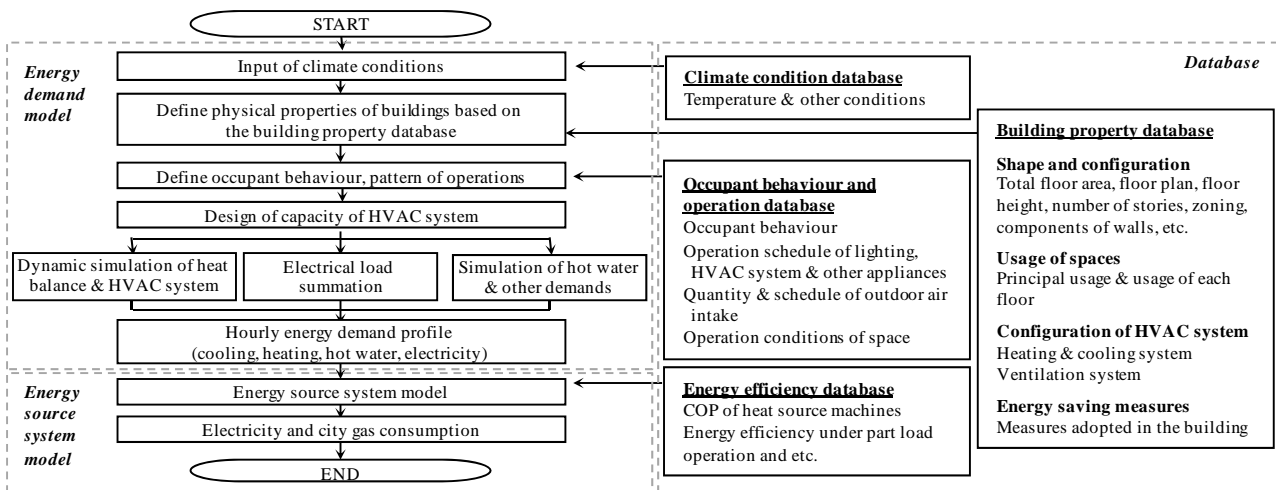 START
Energy
demand
model
Input of climate conditions
Define physical properties of buildings based on
the building property database
Define occupant behaviour, pattern of operations
Design of capacity of HVAC system
Dynamic simulation of heat
balance & HVAC system
Electrical load
summation
Simulation of hot water
& other demands
Hourly energy demand profile
(cooling, heating, hot water, electricity)
Energy
source
system
model
Energy source system model
Electricity and city gas consumption
END
Database
Climate condition database
Temperature & other conditions
Occupant behaviour and
operation database
Occupant behaviour
Operation schedule of lighting,
HVAC system & other appliances
Quantity & schedule of outdoor air
intake
Operation conditions of space
Energy efficiency database
COP of heat source machines
Energy efficiency under part load
operation and etc.
Building property database
Shape and configuration
Total floor area, floor plan, floor
height, number of stories, zoning,
components of walls, etc.
Usage of spaces
Principal usage & usage of each
floor
Configuration of HVAC system
Heating & cooling system
Ventilation system
Energy saving measures
Measures adopted in the building